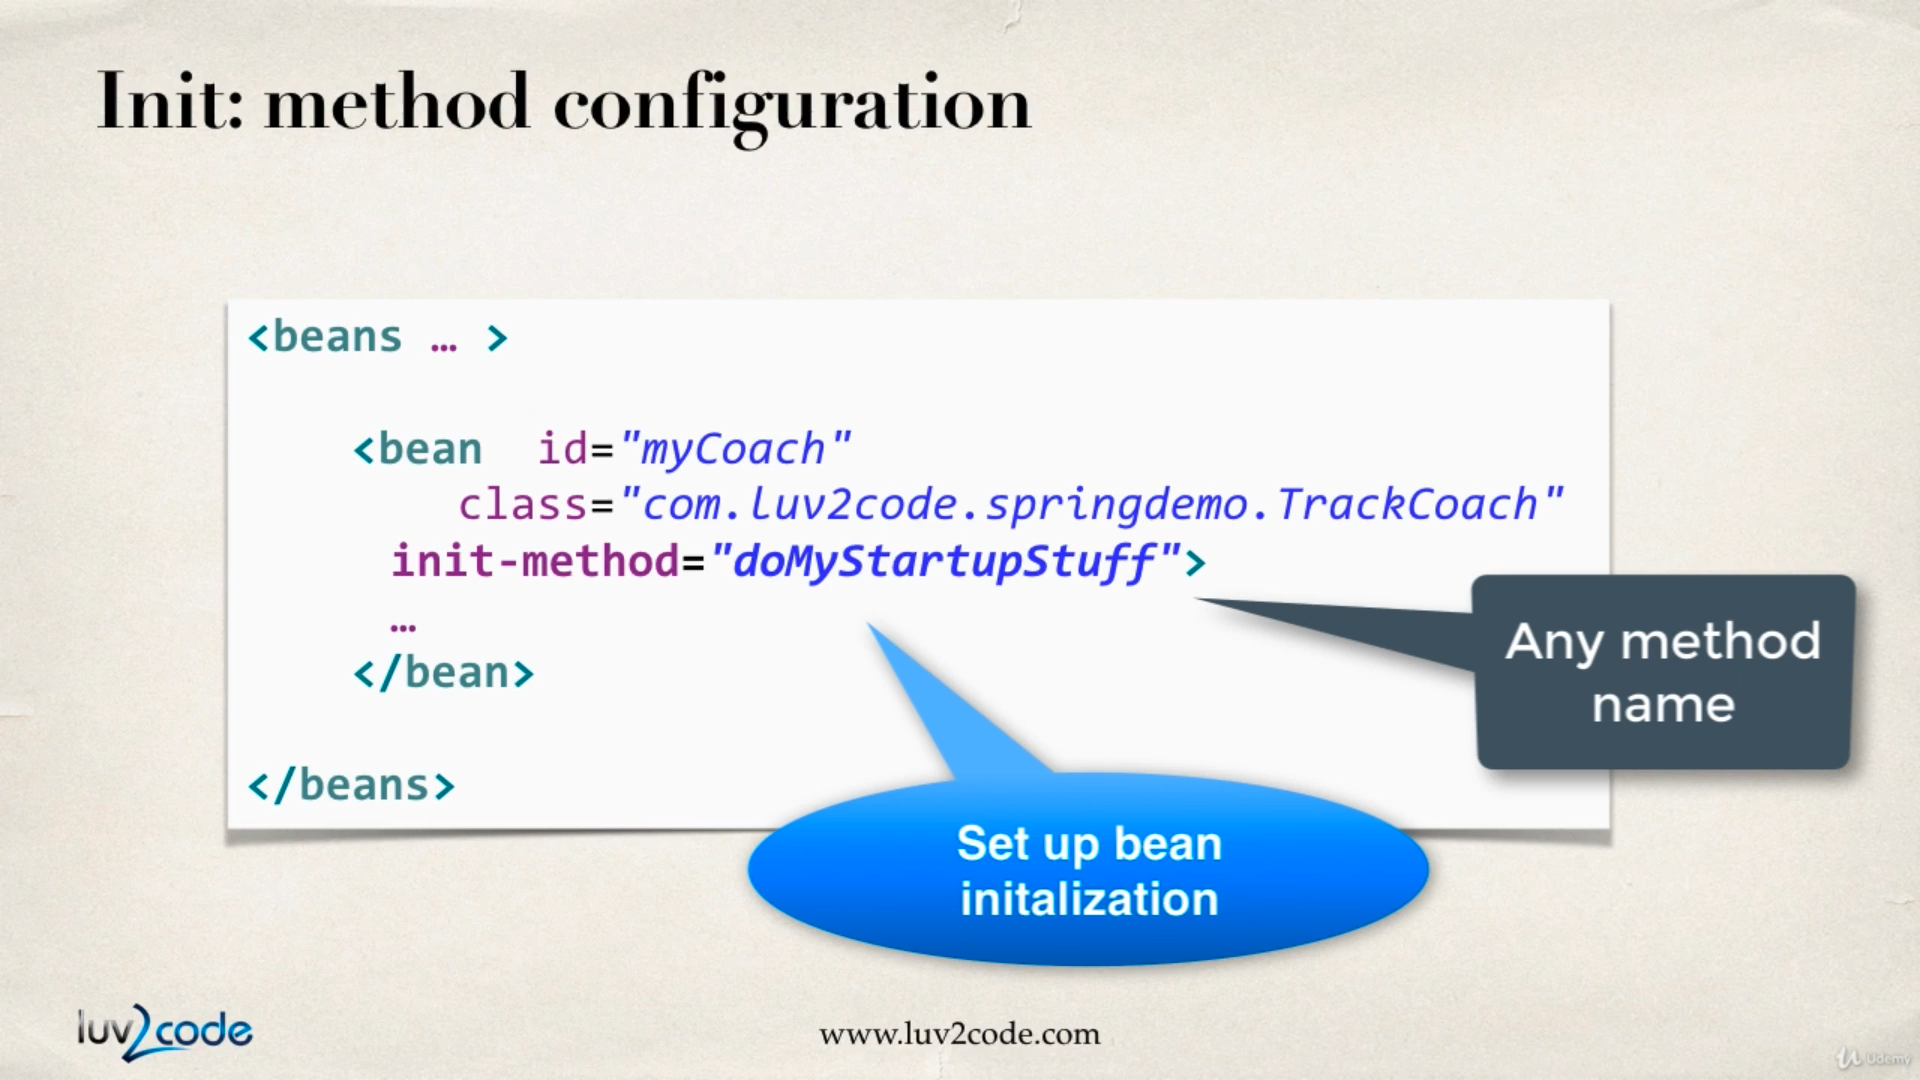 Init: method configuration
<beans … >
<bean id="myCoach"
class="com.luv2code.springdemo.TrackCoach"
init-method="doMyStartupStuff">
…
</bean>
</beans>
Any method
name
Set up bean
initalization
luv2code
www.luv2code.com
Udemy